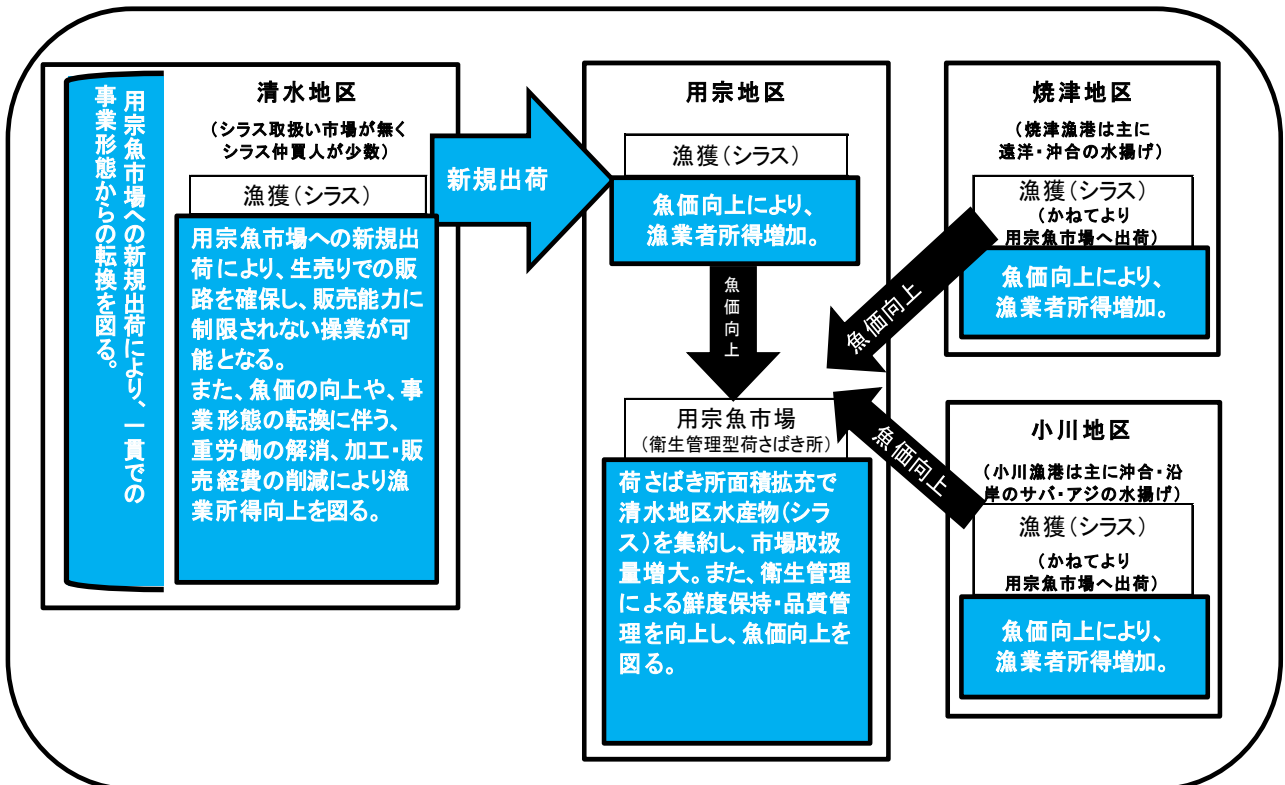 用宗魚市場への新規出荷により、一貫での
事業形態からの転換を図る。
清水地区
（シラス取扱い市場が無く
シラス仲買人が少数）
漁獲（シラス）
用宗魚市場への新規出
荷により、生売りでの販
路を確保し、販売能力に
制限されない操業が可
能となる。
また、魚価の向上や、事
業形態の転換に伴う、
重労働の解消、加工・販
売経費の削減により漁
業所得向上を図る。
新規出荷
用宗地区
漁獲（シラス）
魚価向上により、
漁業者所得増加。
魚価向上
用宗魚市場
（衛生管理型荷さばき所）
荷さばき所面積拡充で
清水地区水産物（シラ
ス）を集約し、市場取扱
量増大。また、衛生管理
による鮮度保持・品質管
理を向上し、魚価向上を
図る。
焼津地区
（焼津漁港は主に
遠洋・沖合の水揚げ）
漁獲（シラス）
（かねてより
用宗魚市場へ出荷）
魚価向上により、
漁業者所得増加。
魚価向上
小川地区
（小川漁港は主に沖合・沿
岸のサバ・アジの水揚げ）
漁獲（シラス）
（かねてより
用宗魚市場へ出荷）
魚価向上により、
漁業者所得増加。
魚価向上